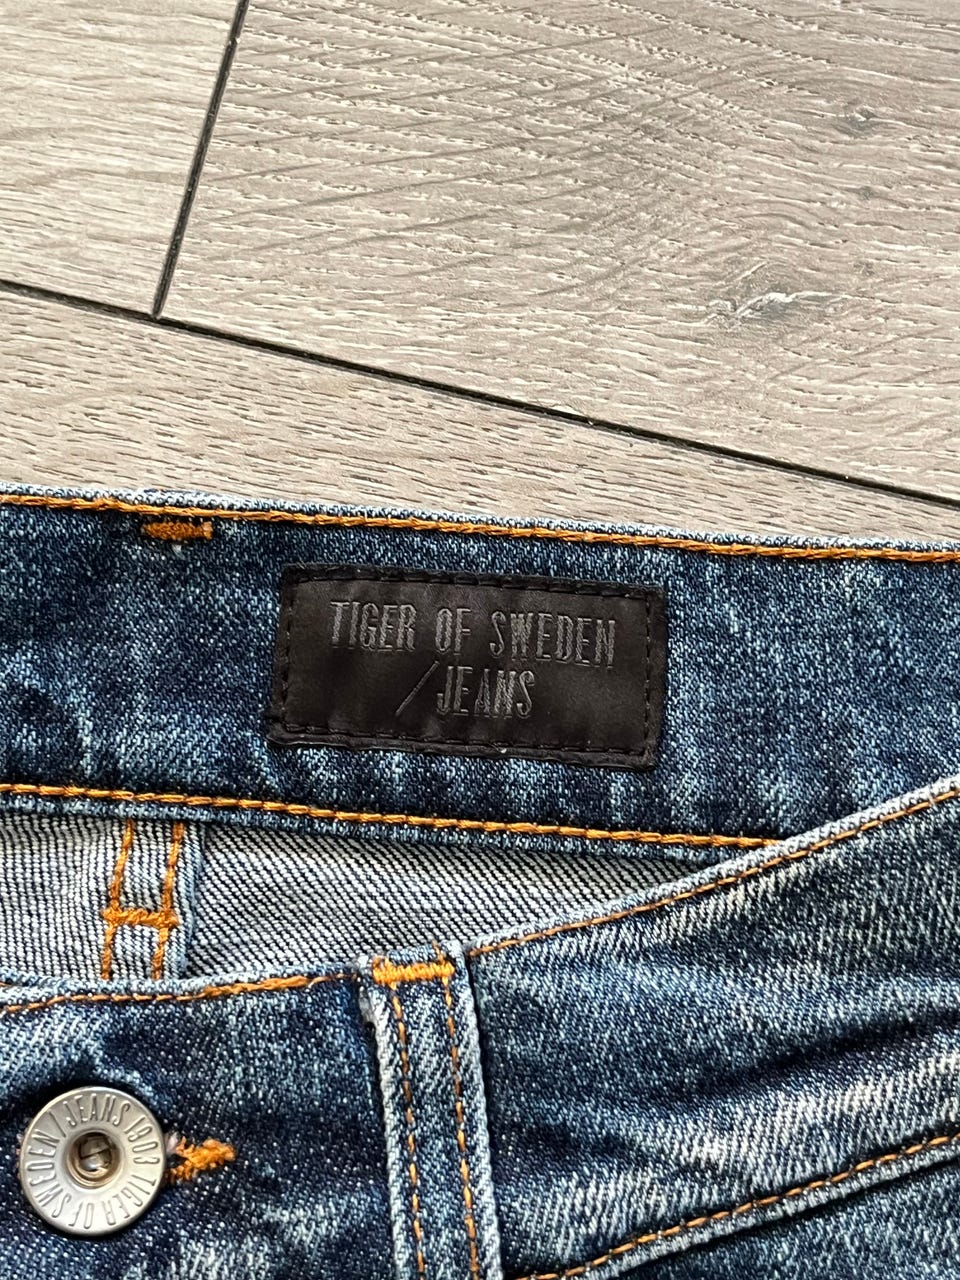 TIGER OF SWEDEN
/JEANS
TIGER OF SWEDEN / JEANS 1903